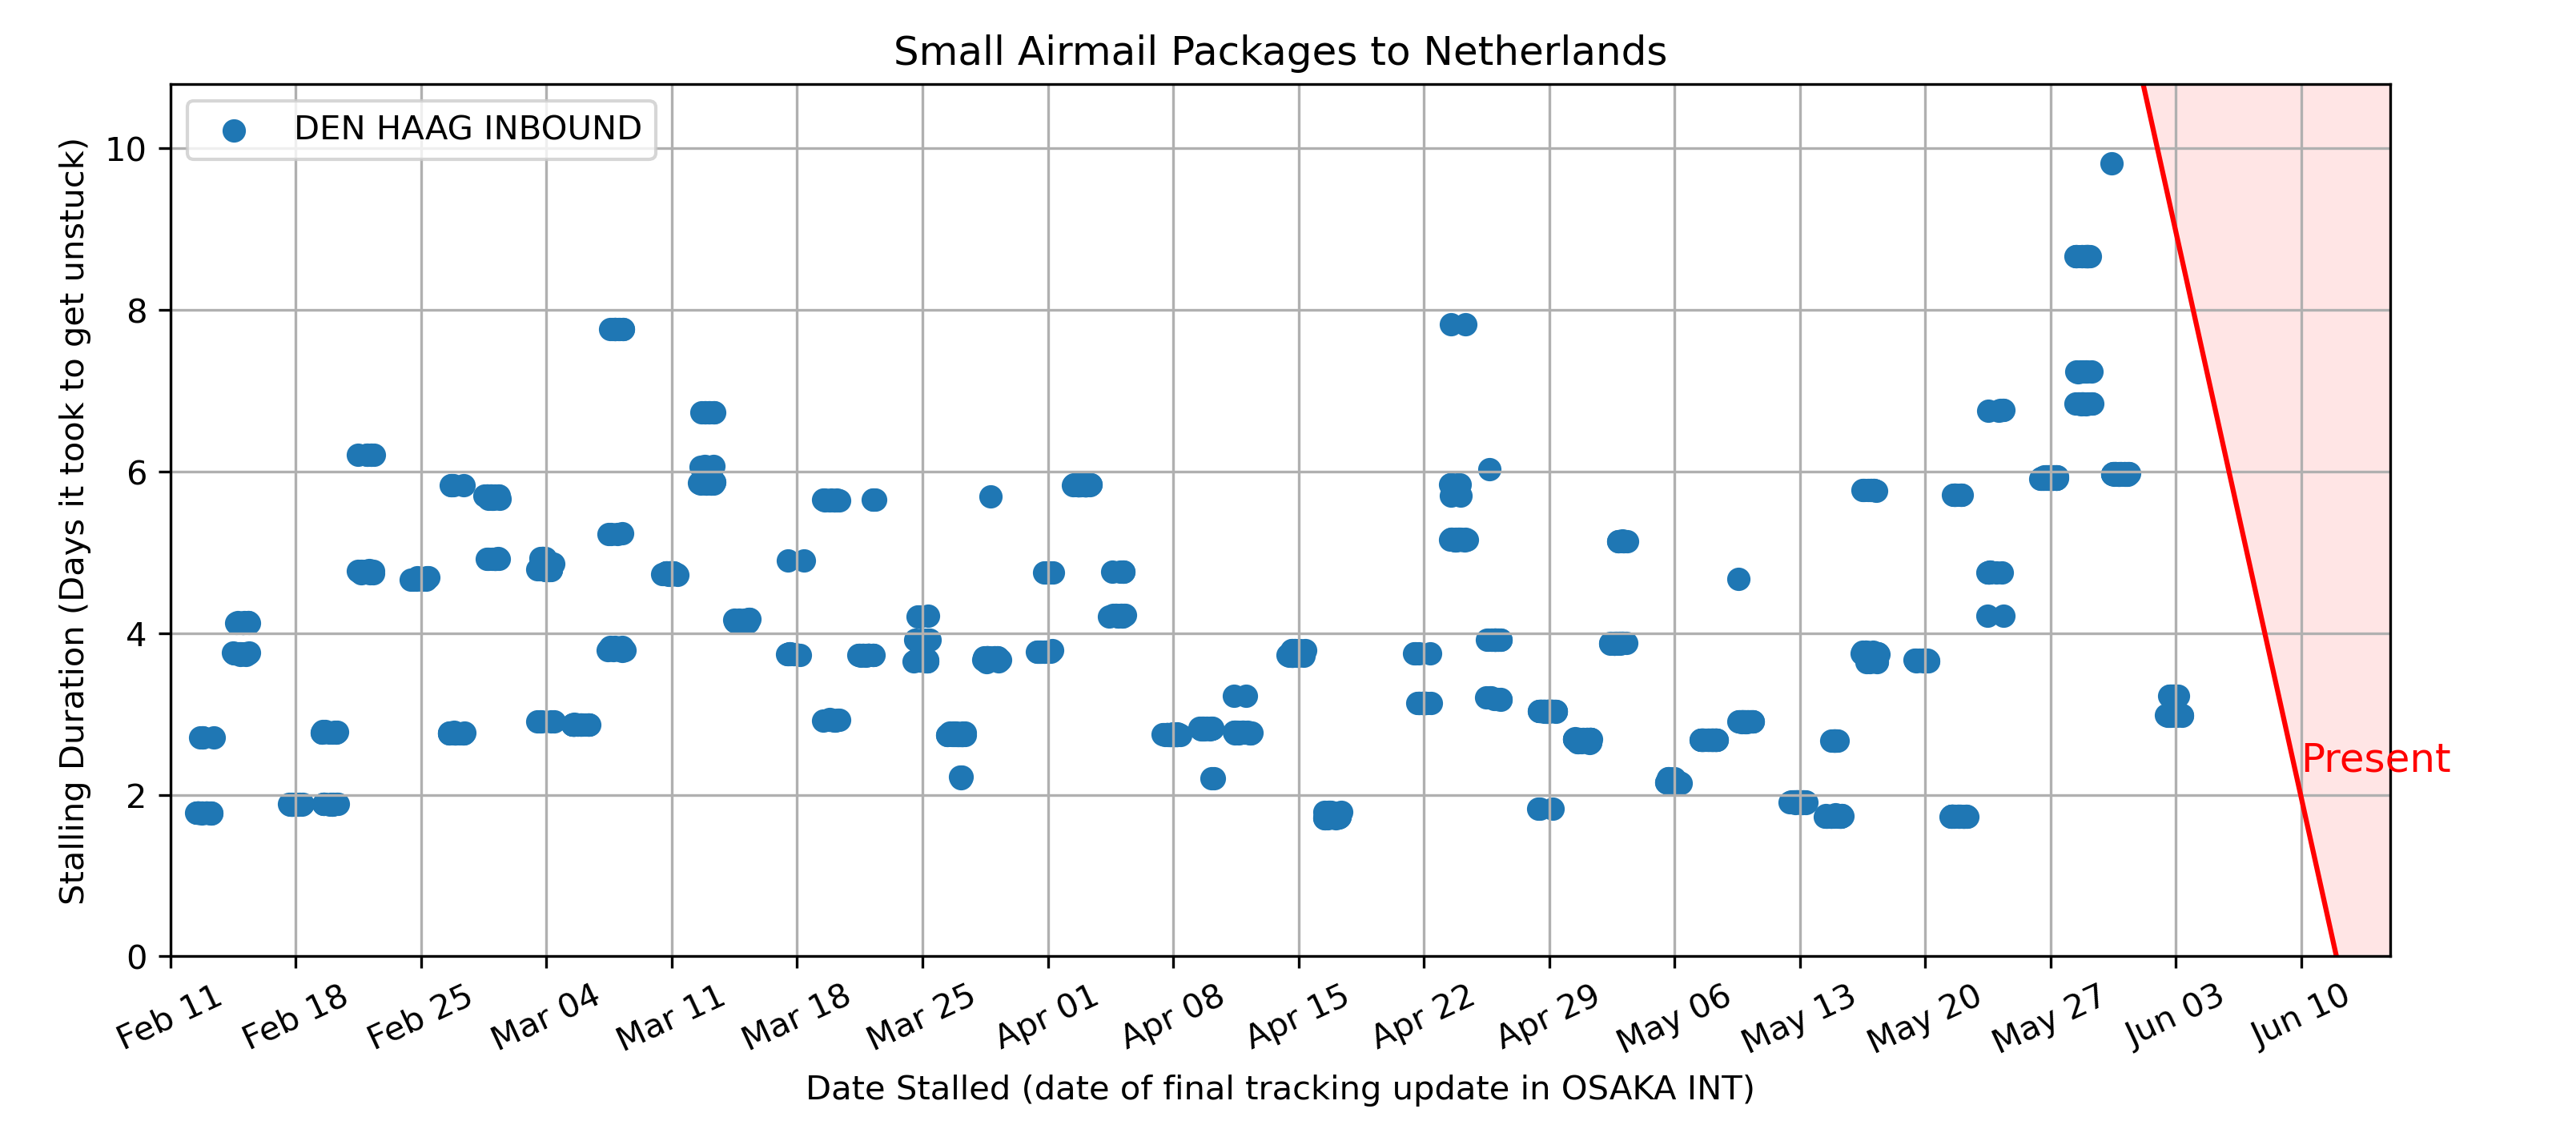 Small Airmail Packages to Netherlands
DEN HAAG INBOUND
Stalling Duration (Days it took to get unstuck)
10
8
6
4
2
0
Present
Feb 11
Feb 18
Feb 25
Mar 04
Mar 11
Mar 18
Mar 25
Apr 01
Apr 08
Apr 15
Apr 22
Apr 29
May 06
May 13
May 20
May 27
Jun 03
Jun 10
Date Stalled (date of final tracking update in OSAKA INT)